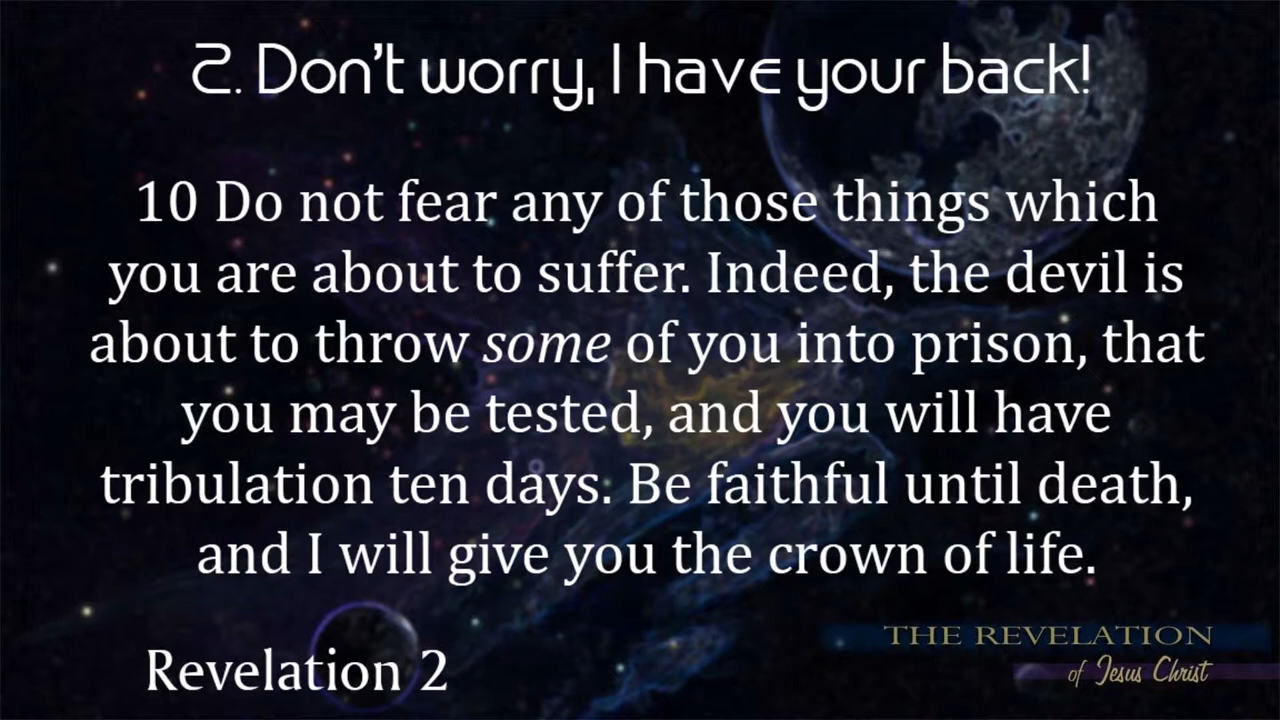 2. Don't worry, I have your back!
10 Do not fear any of those things which
you are about to suffer. Indeed, the devil is
about to throw some of you into prison, that
you may be tested, and you will have
tribulation ten days. Be faithful until death,
and I will give you the crown of life.
Revelation 2
THE REVELATION
of Jesus Christ